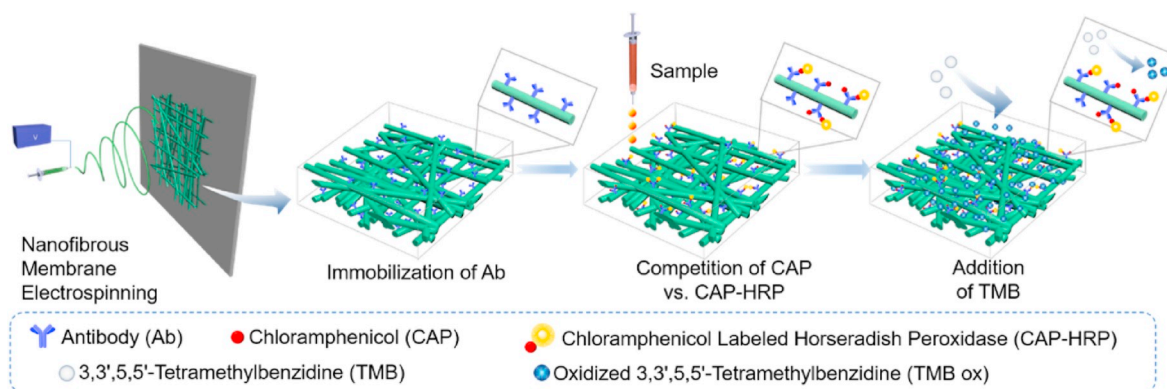 Sample
Nanofibrous
Membrane
Electrospinning
Immobilization of Ab
Competition of CAP
vs. CAP-HRP
Addition
of TMB
Antibody (Ab)
Chloramphenicol (CAP)
Chloramphenicol Labeled Horseradish Peroxidase (CAP-HRP)
3,3',5,5'-Tetramethylbenzidine (TMB)
Oxidized 3,3',5,5'-Tetramethylbenzidine (TMB ox)